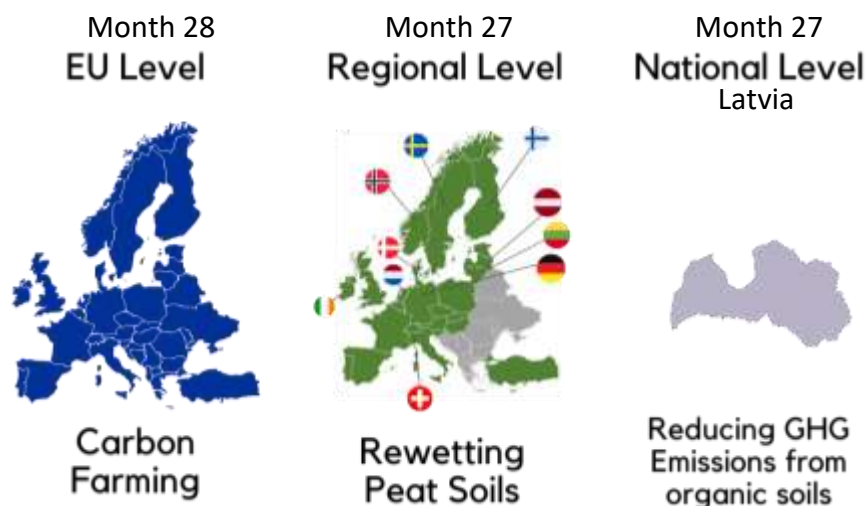 Month 28
EU Level
Carbon
Farming
Month 27
Regional Level
Rewetting
Peat Soils
Month 27
National Level
Latvia
Reducing GHG
Emissions from
organic soils